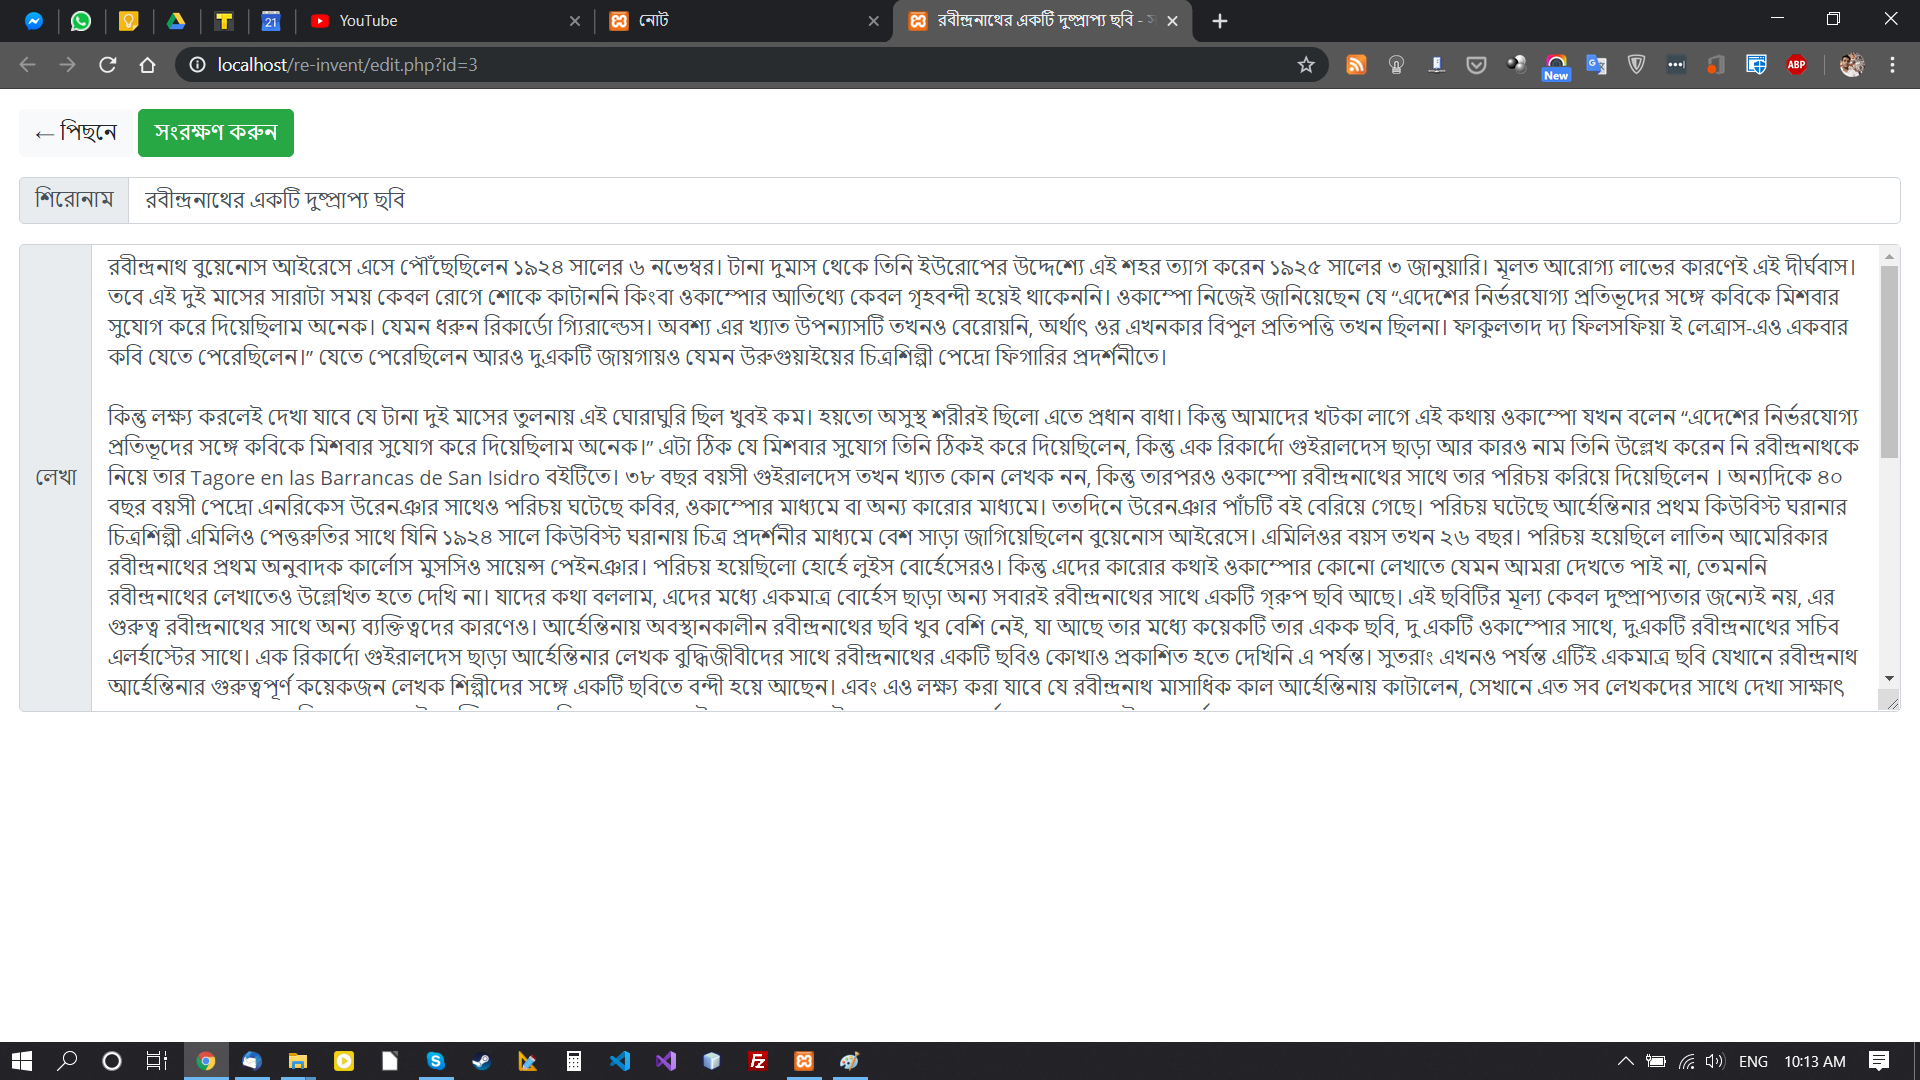 YouTube
নোট
রবীন্দ্রনাথের একটি দুষ্প্রাপ্য ছবি -
localhost/re-invent/edit.php?id=3
New
ABP
21
← পিছনে
সংরক্ষণ করুন
শিরোনাম
রবীন্দ্রনাথের একটি দুষ্প্রাপ্য ছবি
লেখা
রবীন্দ্রনাথ বুয়েনোস আইরেসে এসে পৌঁছেছিলেন ১৯২৪ সালের ৬ নভেম্বর। টানা দুমাস থেকে তিনি ইউরোপের উদ্দেশ্যে এই শহর ত্যাগ করেন ১৯২৫ সালের ৩ জানুয়ারি। মূলত আরোগ্য লাভের কারণেই এই দীর্ঘবাস।
তবে এই দুই মাসের সারাটা সময় কেবল রোগে শোকে কাটাননি কিংবা ওকাম্পোর আতিথ্যে কেবল গৃহবন্দী হয়েই থাকেননি। ওকাম্পো নিজেই জানিয়েছেন যে “এদেশের নির্ভরযোগ্য প্রতিভূদের সঙ্গে কবিকে মিশবার
সুযোগ করে দিয়েছিলাম অনেক। যেমন ধরুন রিকার্ডো গ্যিরাল্ডেস। অবশ্য এর খ্যাত উপন্যাসটি তখনও বেরোয়নি, অর্থাৎ ওর এখনকার বিপুল প্রতিপত্তি তখন ছিলনা। ফাকুলতাদ দ্য ফিলসফিয়া ই লেত্রাস-এও একবার
কবি যেতে পেরেছিলেন।” যেতে পেরেছিলেন আরও দুএকটি জায়গায়ও যেমন উরুগুয়াইয়ের চিত্রশিল্পী পেদ্রো ফিগারির প্রদর্শনীতে।
কিন্তু লক্ষ্য করলেই দেখা যাবে যে টানা দুই মাসের তুলনায় এই ঘোরাঘুরি ছিল খুবই কম। হয়তো অসুস্থ শরীরই ছিলো এতে প্রধান বাধা। কিন্তু আমাদের খটকা লাগে এই কথায় ওকাম্পো যখন বলেন “এদেশের নির্ভরযোগ্য
প্রতিভূদের সঙ্গে কবিকে মিশবার সুযোগ করে দিয়েছিলাম অনেক।” এটা ঠিক যে মিশবার সুযোগ তিনি ঠিকই করে দিয়েছিলেন, কিন্তু এক রিকার্দো গুইরালদেস ছাড়া আর কারও নাম তিনি উল্লেখ করেন নি রবীন্দ্রনাথকে
নিয়ে তার Tagore en las Barrancas de San Isidro বইটিতে। ৩৮ বছর বয়সী গুইরালদেস তখন খ্যাত কোন লেখক নন, কিন্তু তারপরও ওকাম্পো রবীন্দ্রনাথের সাথে তার পরিচয় করিয়ে দিয়েছিলেন । অন্যদিকে ৪০
বছর বয়সী পেদ্রো এনরিকেস উরেনঞার সাথেও পরিচয় ঘটেছে কবির, ওকাম্পোর মাধ্যমে বা অন্য কারোর মাধ্যমে। ততদিনে উরেনঞার পাঁচটি বই বেরিয়ে গেছে। পরিচয় ঘটেছে আর্হেন্তিনার প্রথম কিউবিস্ট ঘরানার
চিত্রশিল্পী এমিলিও পেত্তরুতির সাথে যিনি ১৯২৪ সালে কিউবিস্ট ঘরানায় চিত্র প্রদর্শনীর মাধ্যমে বেশ সাড়া জাগিয়েছিলেন বুয়েনোস আইরেসে। এমিলিওর বয়স তখন ২৬ বছর। পরিচয় হয়েছিলে লাতিন আমেরিকার
রবীন্দ্রনাথের প্রথম অনুবাদক কার্লোস মুসসিও সায়েন্স পেইনঞার। পরিচয় হয়েছিলো হোর্হে লুইস বোর্হেসেরও। কিন্তু এদের কারোর কথাই ওকাম্পোর কোনো লেখাতে যেমন আমরা দেখতে পাই না, তেমননি
রবীন্দ্রনাথের লেখাতেও উল্লেখিত হতে দেখি না। যাদের কথা বললাম, এদের মধ্যে একমাত্র বোর্হেস ছাড়া অন্য সবারই রবীন্দ্রনাথের সাথে একটি গ্রুপ ছবি আছে। এই ছবিটির মূল্য কেবল দুষ্প্রাপ্যতার জন্যেই নয়, এর
গুরুত্ব রবীন্দ্রনাথের সাথে অন্য ব্যক্তিত্বদের কারণেও। আর্হেন্তিনায় অবস্থানকালীন রবীন্দ্রনাথের ছবি খুব বেশি নেই, যা আছে তার মধ্যে কয়েকটি তার একক ছবি, দু একটি ওকাম্পোর সাথে, দুএকটি রবীন্দ্রনাথের সচিব
এলর্হাস্টের সাথে। এক রিকার্দো গুইরালদেস ছাড়া আর্হেন্তিনার লেখক বুদ্ধিজীবীদের সাথে রবীন্দ্রনাথের একটি ছবিও কোখাও প্রকাশিত হতে দেখিনি এ পর্যন্ত। সুতরাং এখনও পর্যন্ত এটিই একমাত্র ছবি যেখানে রবীন্দ্রনাথ
আর্হেন্তিনার গুরুত্বপূর্ণ কয়েকজন লেখক শিল্পীদের সঙ্গে একটি ছবিতে বন্দী হয়ে আছেন। এবং এও লক্ষ্য করা যাবে যে রবীন্দ্রনাথ মাসাধিক কাল আর্হেন্তিনায় কাটালেন, সেখানে এত সব লেখকদের সাথে দেখা সাক্ষাৎ
ENG
10:13 AM